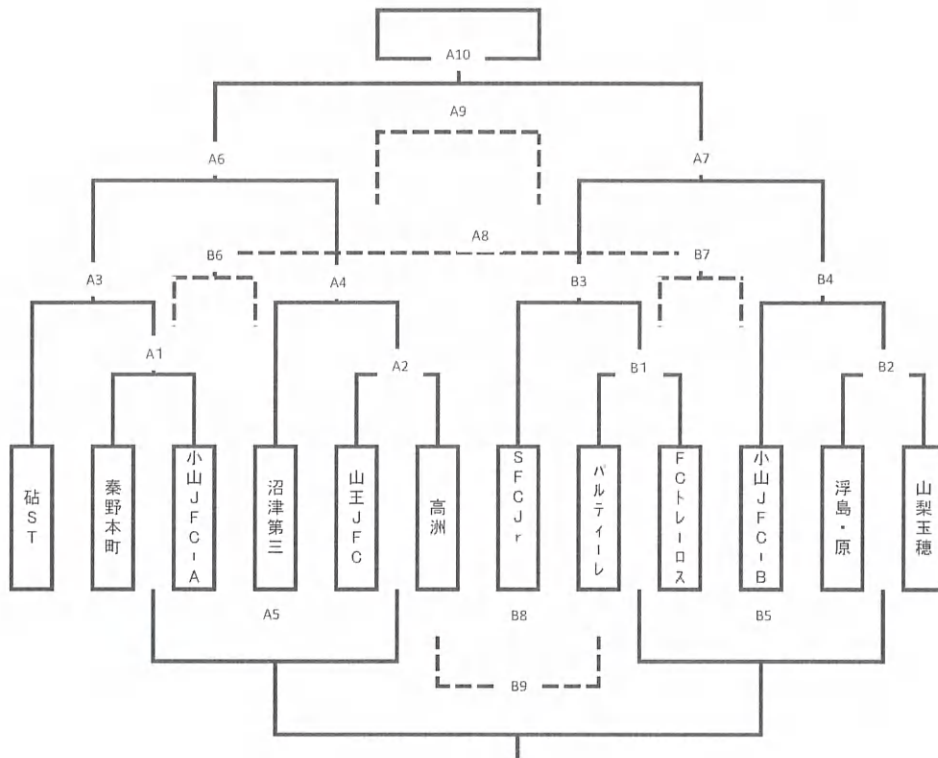 A10
A9
A6
A7
A8
B6
B7
A3
A4
B3
B4
A1
A2
B1
B2
砧ST
秦野本町
小山JFC-A
沼津第三
山王JFC
高洲
SFCJr
パルティーレ
FCトレーロス
小山JFC-B
浮島・原
山梨玉穂
A5
B8
B5
B9